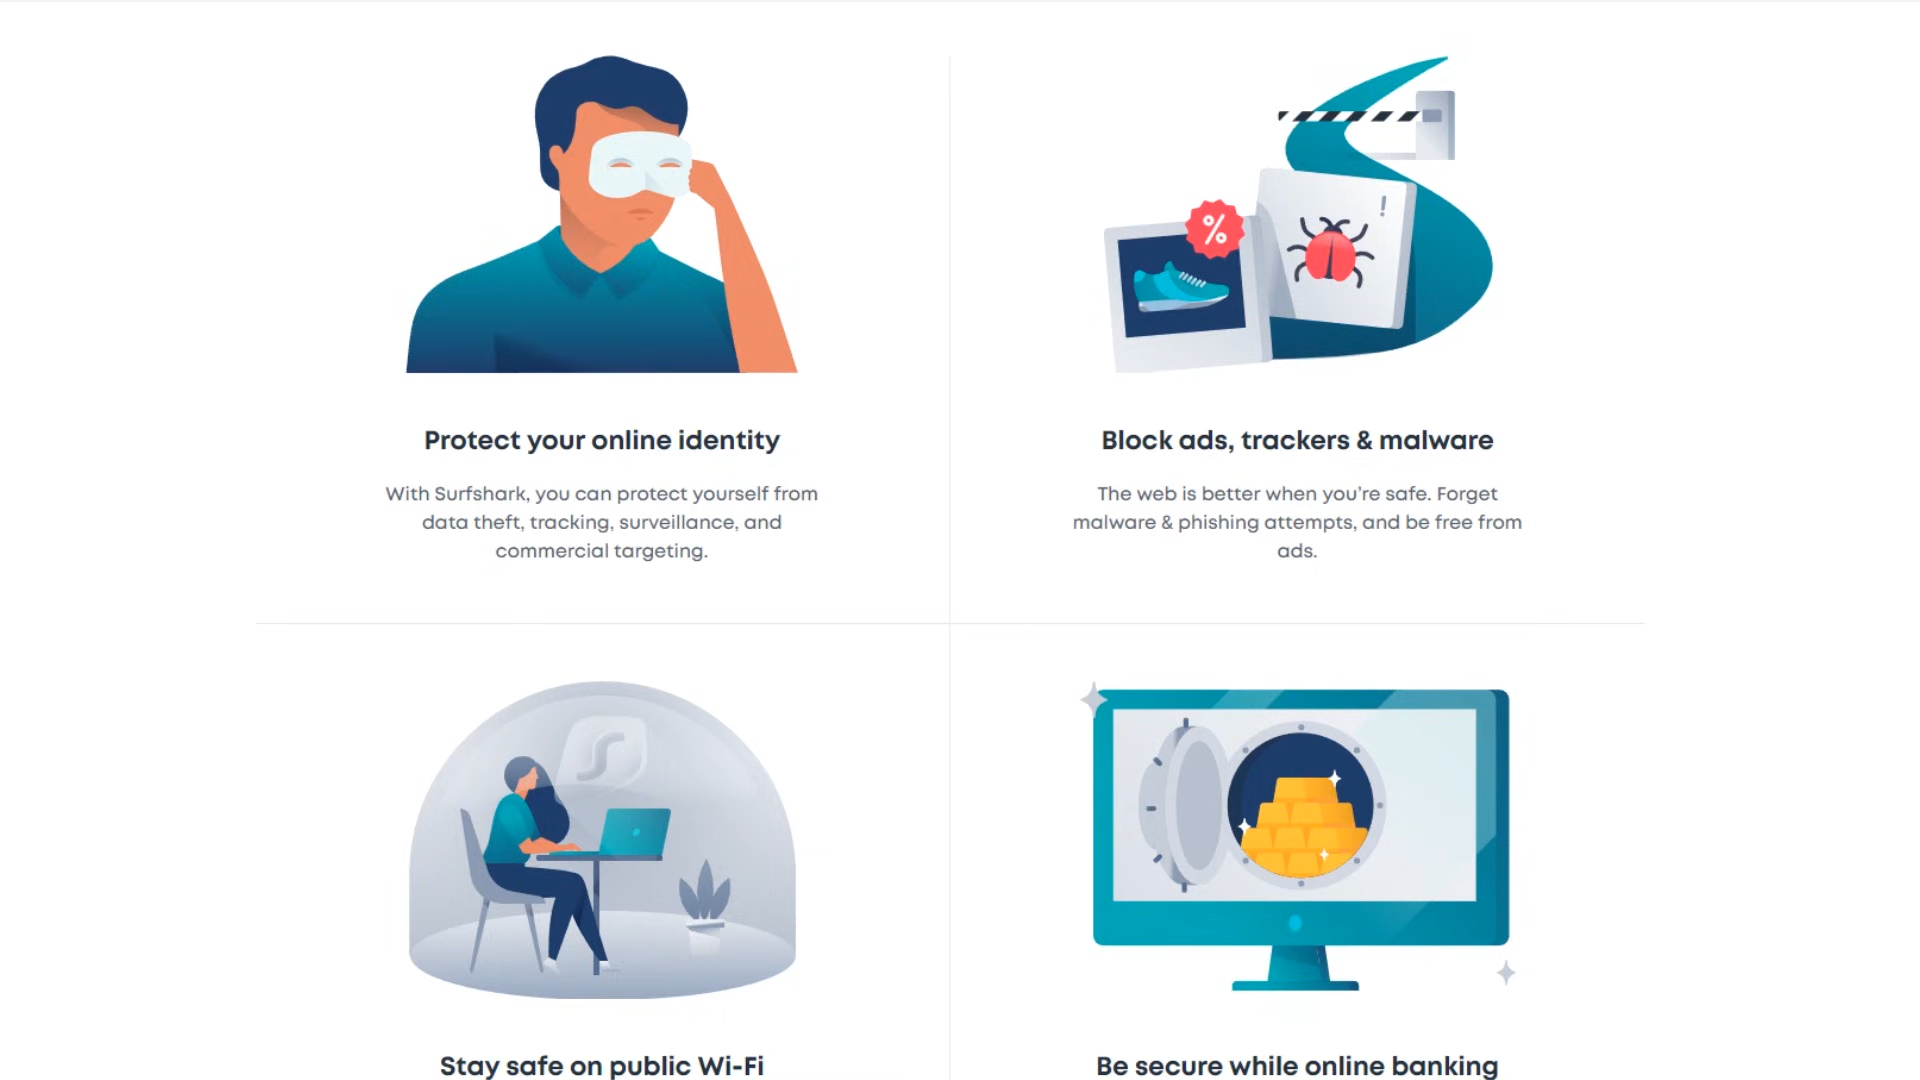 Protect your online identity
With Surfshark, you can protect yourself from
data theft, tracking, surveillance, and
commercial targeting.
%
!
Block ads, trackers & malware
The web is better when you’re safe. Forget
malware & phishing attempts, and be free from
ads.
Stay safe on public Wi-Fi
Be secure while online banking